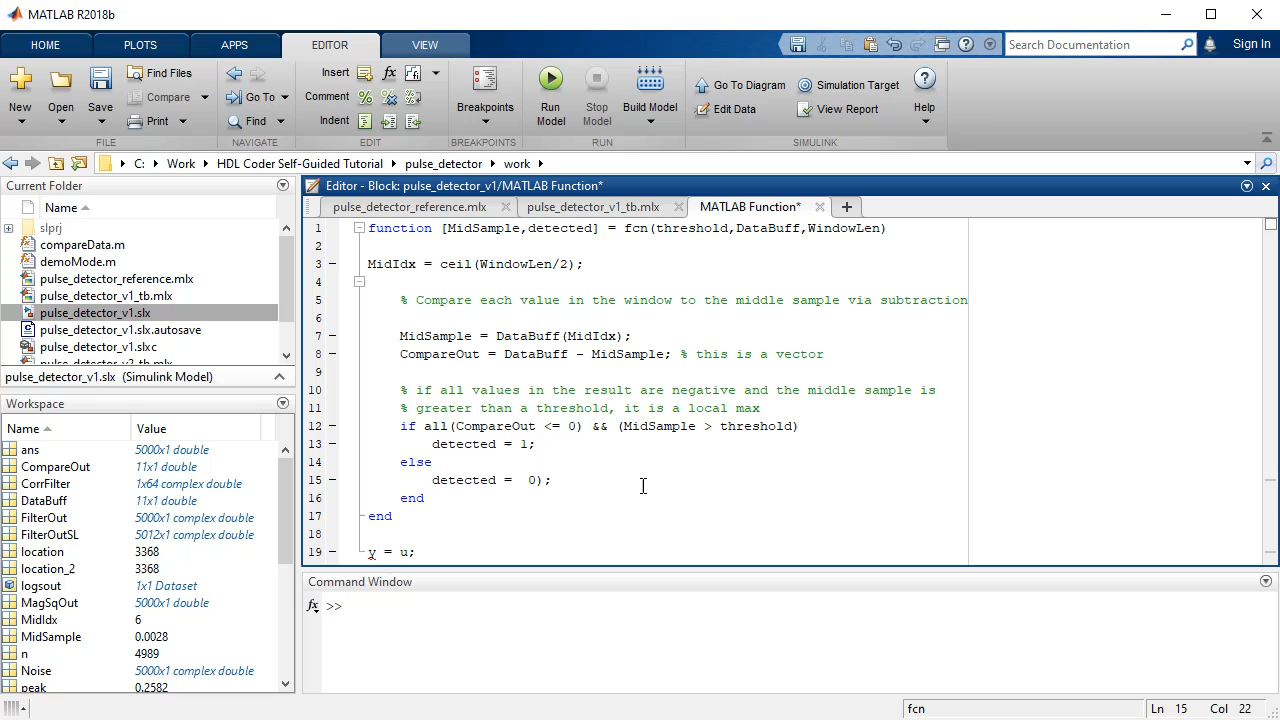 MATLAB R2018b
HOME PLOTS APPS EDITOR VIEW
Search Documentation Sign In
New Open Save Find Files Compare Print
FILE
Go To Find
NAVIGATE
Insert fx
Comment
Indent
EDIT
Breakpoints
BREAKPOINTS
Run Model Stop Model Build Model
RUN
Go To Diagram Simulation Target Edit Data View Report Help
SIMULINK
C: Work HDL Coder Self-Guided Tutorial pulse_detector work
Current Folder
Name
slprj
compareData.m
demoMode.m
pulse_detector_reference.mlx
pulse_detector_v1_tb.mlx
pulse_detector_v1.slx
pulse_detector_v1.slx.autosave
pulse_detector_v1.slxc
pulse_detector_v1.slx (Simulink Model)
Workspace
Name Value
ans 5000x1 double
CompareOut 11x1 double
CorrFilter 1x64 complex double
DataBuff 11x1 double
FilterOut 5000x1 complex double
FilterOutSL 5012x1 complex double
location 3368
location_2 3368
logsout 1x1 Dataset
MagSqOut 5000x1 double
MidIdx 6
MidSample 0.0028
n 4989
Noise 5000x1 complex double
peak 0.2582
Editor - Block: pulse_detector_v1/MATLAB Function*
pulse_detector_reference.mlx pulse_detector_v1_tb.mlx MATLAB Function*
1 function [MidSample,detected] = fcn(threshold,DataBuff,WindowLen)
2
3 MidIdx = ceil(WindowLen/2);
4
5 % Compare each value in the window to the middle sample via subtraction
6
7 MidSample = DataBuff(MidIdx);
8 CompareOut = DataBuff - MidSample; % this is a vector
9
10 % if all values in the result are negative and the middle sample is
11 % greater than a threshold, it is a local max
12 if all(CompareOut <= 0) && (MidSample > threshold)
13 detected = 1;
14 else
15 detected =  0);
16 end
17 end
18
19 y = u;
Command Window
fx >>
fcn Ln 15 Col 22